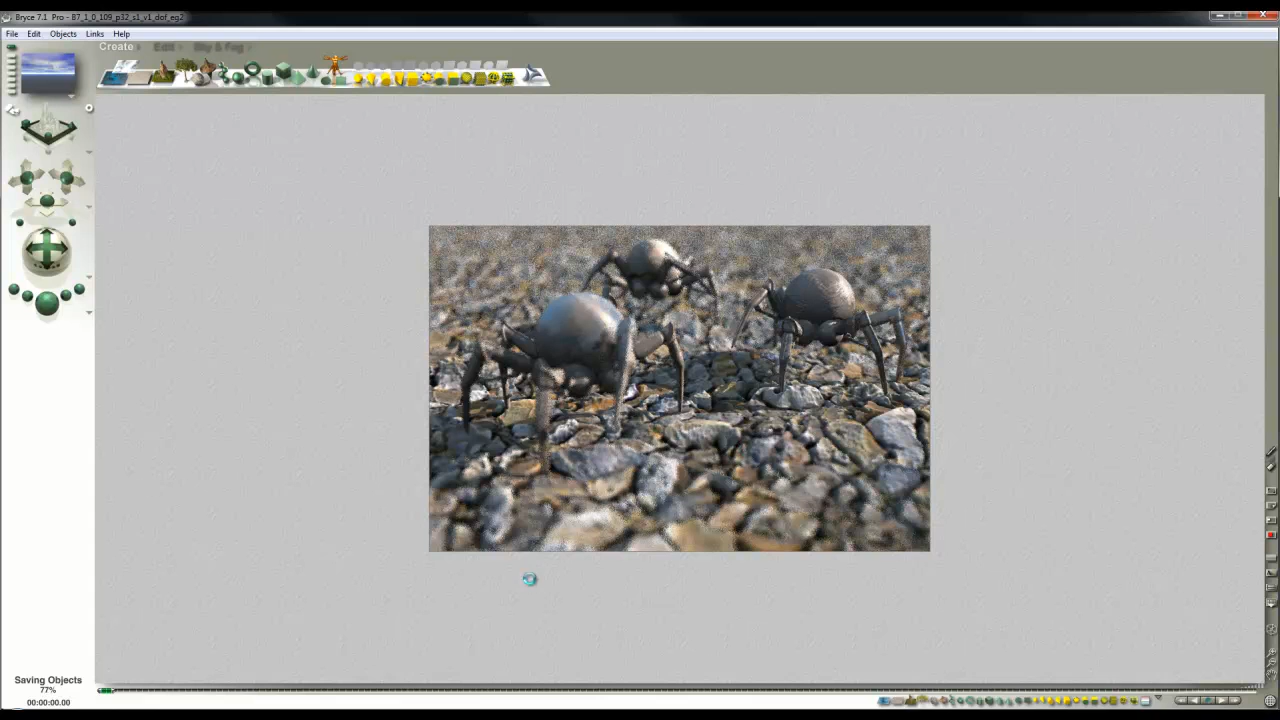 Bryce 7.1 Pro - B7_1_0_109_p32_s1_v1_dof_eg2
File Edit Objects Links Help
Create Edit Sky & Fog
Saving Objects
77%
00:00:00.00